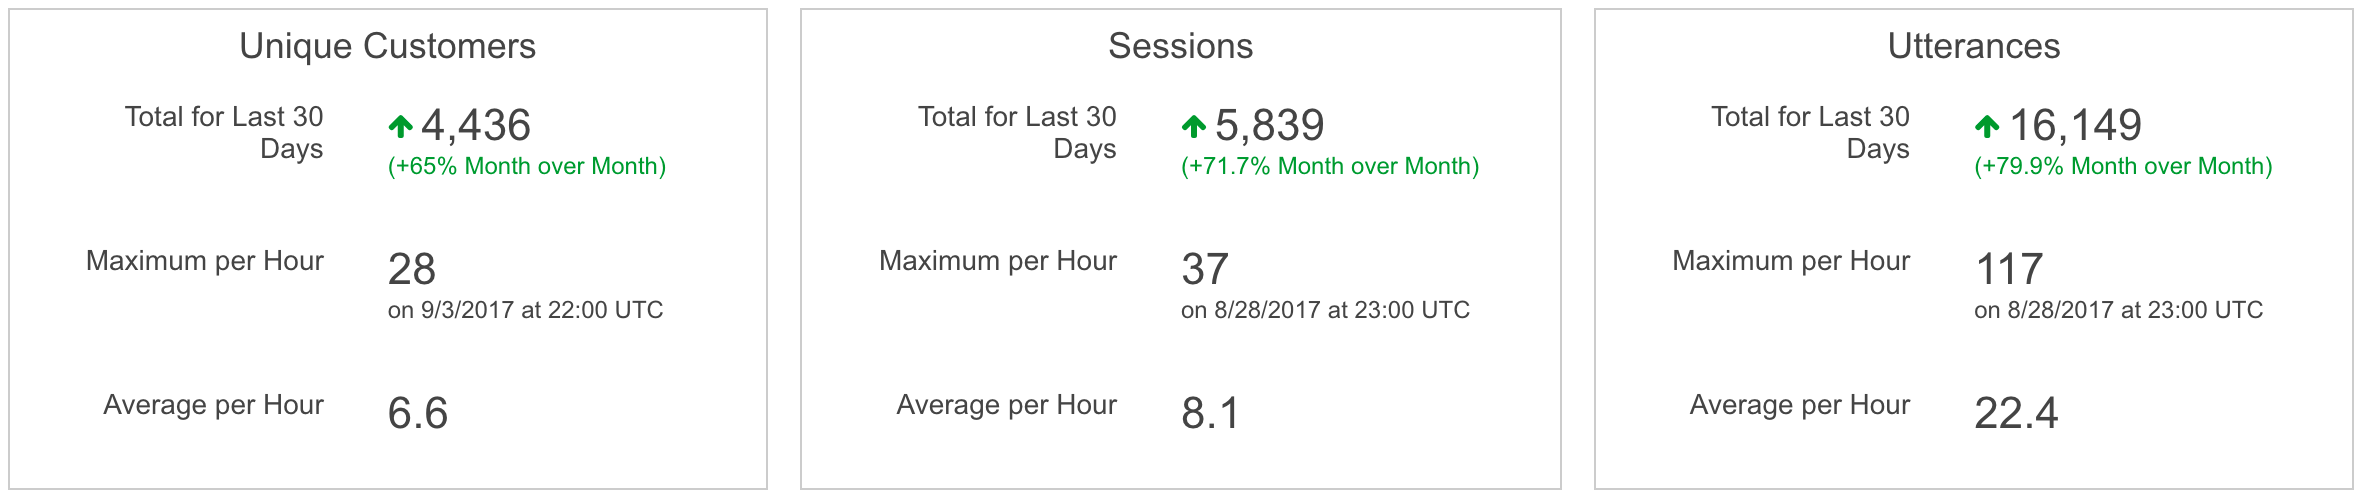 Unique Customers
Total for Last 30
Days
4,436
(+65% Month over Month)
Maximum per Hour
28
on 9/3/2017 at 22:00 UTC
Average per Hour
6.6
Sessions
Total for Last 30
Days
5,839
(+71.7% Month over Month)
Maximum per Hour
37
on 8/28/2017 at 23:00 UTC
Average per Hour
8.1
Utterances
Total for Last 30
Days
16,149
(+79.9% Month over Month)
Maximum per Hour
117
on 8/28/2017 at 23:00 UTC
Average per Hour
22.4